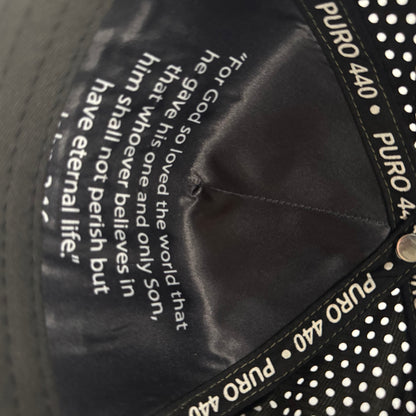 "For God so loved the world that
he gave his one and only Son,
that whoever believes in
him shall not perish but
have eternal life."
PURO 440 •
PURO 44
PURO 440 • PURO 440 • PURO 440